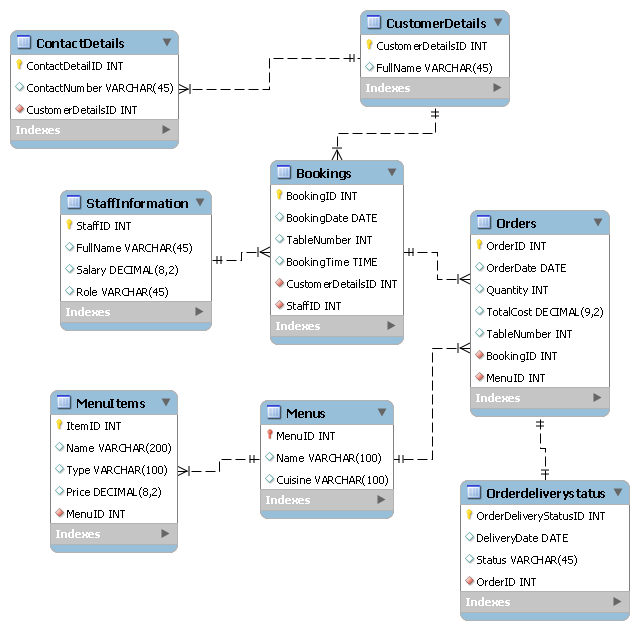 CustomerDetails
CustomerDetailsID INT
FullName VARCHAR(45)
Indexes
ContactDetails
ContactDetailID INT
ContactNumber VARCHAR(45)
CustomerDetailsID INT
Indexes
Bookings
BookingID INT
BookingDate DATE
TableNumber INT
BookingTime TIME
CustomerDetailsID INT
StaffID INT
Indexes
StaffInformation
StaffID INT
FullName VARCHAR(45)
Salary DECIMAL(8,2)
Role VARCHAR(45)
Indexes
Orders
OrderID INT
OrderDate DATE
Quantity INT
TotalCost DECIMAL(9,2)
TableNumber INT
BookingID INT
MenuID INT
Indexes
MenuItems
ItemID INT
Name VARCHAR(200)
Type VARCHAR(100)
Price DECIMAL(8,2)
MenuID INT
Indexes
Menus
MenuID INT
Name VARCHAR(100)
Cuisine VARCHAR(100)
Indexes
Orderdeliverystatus
OrderDeliveryStatusID INT
DeliveryDate DATE
Status VARCHAR(45)
OrderID INT
Indexes